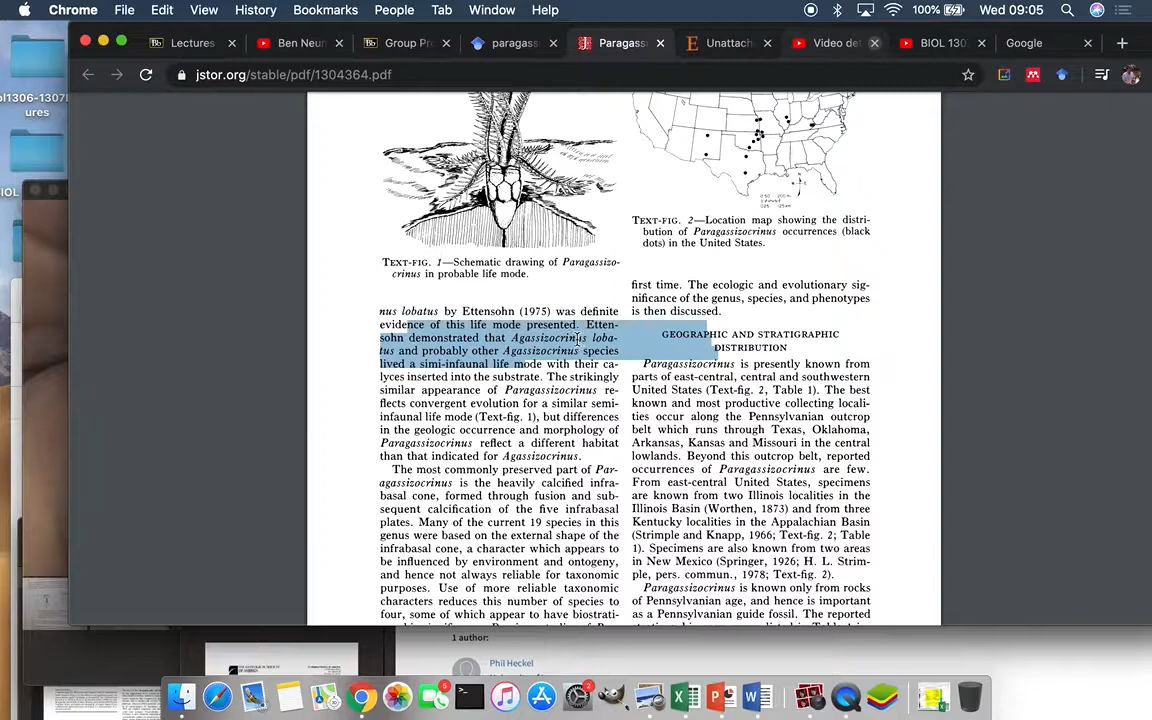 Chrome File Edit View History Bookmarks People Tab Window Help 100% Wed 09:05
Lectures
Ben Neun
Group Pro
paragass
Paragass
Unattach
Video det
BIOL 130
Google
jstor.org/stable/pdf/1304364.pdf
ol1306-1307l
ures
BIOL
TEXT-FIG. 1—Schematic drawing of Paragassizo-
crinus in probable life mode.
nus lobatus by Ettensohn (1975) was definite
evidence of this life mode presented. Etten-
sohn demonstrated that Agassizocrinus loba-
tus and probably other Agassizocrinus species
lived a simi-infaunal life mode with their ca-
lyces inserted into the substrate. The strikingly
similar appearance of Paragassizocrinus re-
flects convergent evolution for a similar semi-
infaunal life mode (Text-fig. 1), but differences
in the geologic occurrence and morphology of
Paragassizocrinus reflect a different habitat
than that indicated for Agassizocrinus.
The most commonly preserved part of Par-
agassizocrinus is the heavily calcified infra-
basal cone, formed through fusion and sub-
sequent calcification of the five infrabasal
plates. Many of the current 19 species in this
genus were based on the external shape of the
infrabasal cone, a character which appears to
be influenced by environment and ontogeny,
and hence not always reliable for taxonomic
purposes. Use of more reliable taxonomic
characters reduces this number of species to
four, some of which appear to have biostrati-
TEXT-FIG. 2—Location map showing the distri-
bution of Paragassizocrinus occurrences (black
dots) in the United States.
first time. The ecologic and evolutionary sig-
nificance of the genus, species, and phenotypes
is then discussed.
GEOGRAPHIC AND STRATIGRAPHIC
DISTRIBUTION
Paragassizocrinus is presently known from
parts of east-central, central and southwestern
United States (Text-fig. 2, Table 1). The best
known and most productive collecting locali-
ties occur along the Pennsylvanian outcrop
belt which runs through Texas, Oklahoma,
Arkansas, Kansas and Missouri in the central
lowlands. Beyond this outcrop belt, reported
occurrences of Paragassizocrinus are few.
From east-central United States, specimens
are known from two Illinois localities in the
Illinois Basin (Worthen, 1873) and from three
Kentucky localities in the Appalachian Basin
(Strimple and Knapp, 1966; Text-fig. 2; Table
1). Specimens are also known from two areas
in New Mexico (Springer, 1926; H. L. Strim-
ple, pers. commun., 1978; Text-fig. 2).
Paragassizocrinus is known only from rocks
of Pennsylvanian age, and hence is important
as a Pennsylvanian guide fossil. The reported
1 author:
Phil Heckel